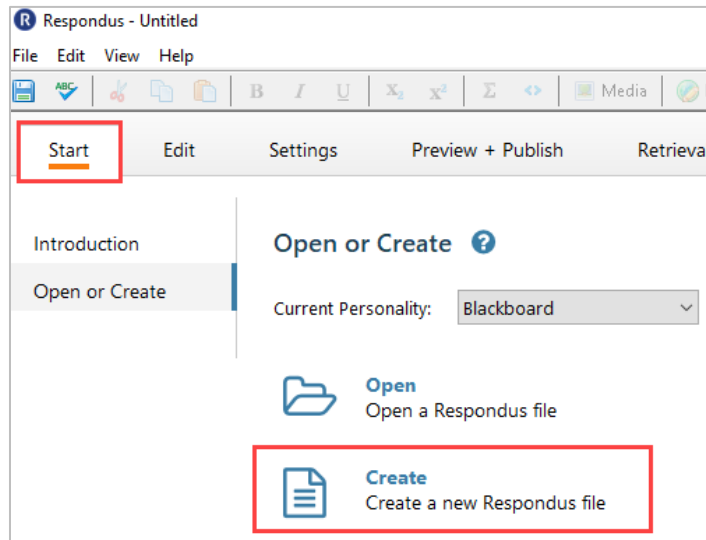 R Respondus - Untitled
File Edit View Help
ABC B I U X₂ x² Σ <> Media
Start Edit Settings Preview + Publish Retrieva
Introduction
Open or Create
Open or Create ?
Current Personality: Blackboard
Open
Open a Respondus file
Create
Create a new Respondus file